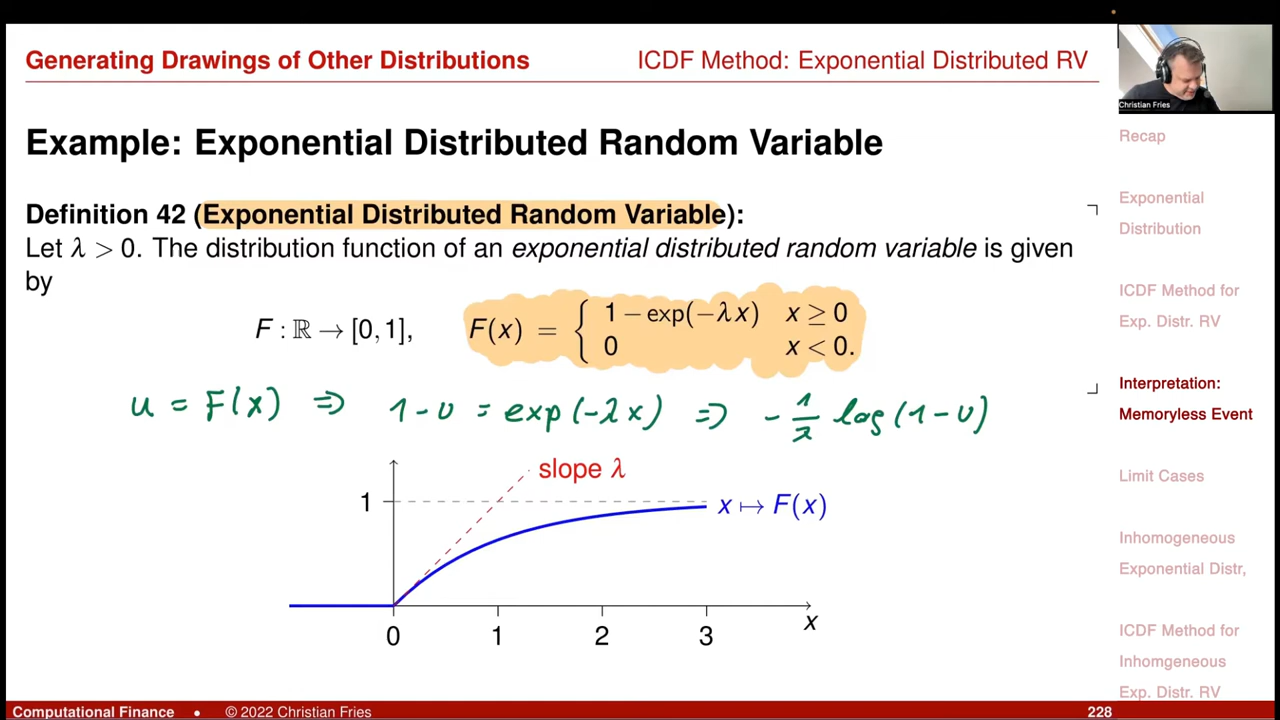 Generating Drawings of Other Distributions
ICDF Method: Exponential Distributed RV
Example: Exponential Distributed Random Variable
Definition 42 (Exponential Distributed Random Variable):
Let λ > 0. The distribution function of an exponential distributed random variable is given
by
F : ℝ → [0, 1], F(x) = { 1 − exp(−λx) x ≥ 0
0 x < 0.
u = F(x) ⇒ 1 - u = exp(-λx) ⇒ - 1/λ log(1 - u)
slope λ
1
x ↦ F(x)
0 1 2 3 x
Christian Fries
Recap
Exponential
Distribution
ICDF Method for
Exp. Distr. RV
Interpretation:
Memoryless Event
Limit Cases
Inhomogeneous
Exponential Distr,
ICDF Method for
Inhomgeneous
Exp. Distr. RV
Computational Finance • © 2022 Christian Fries 228